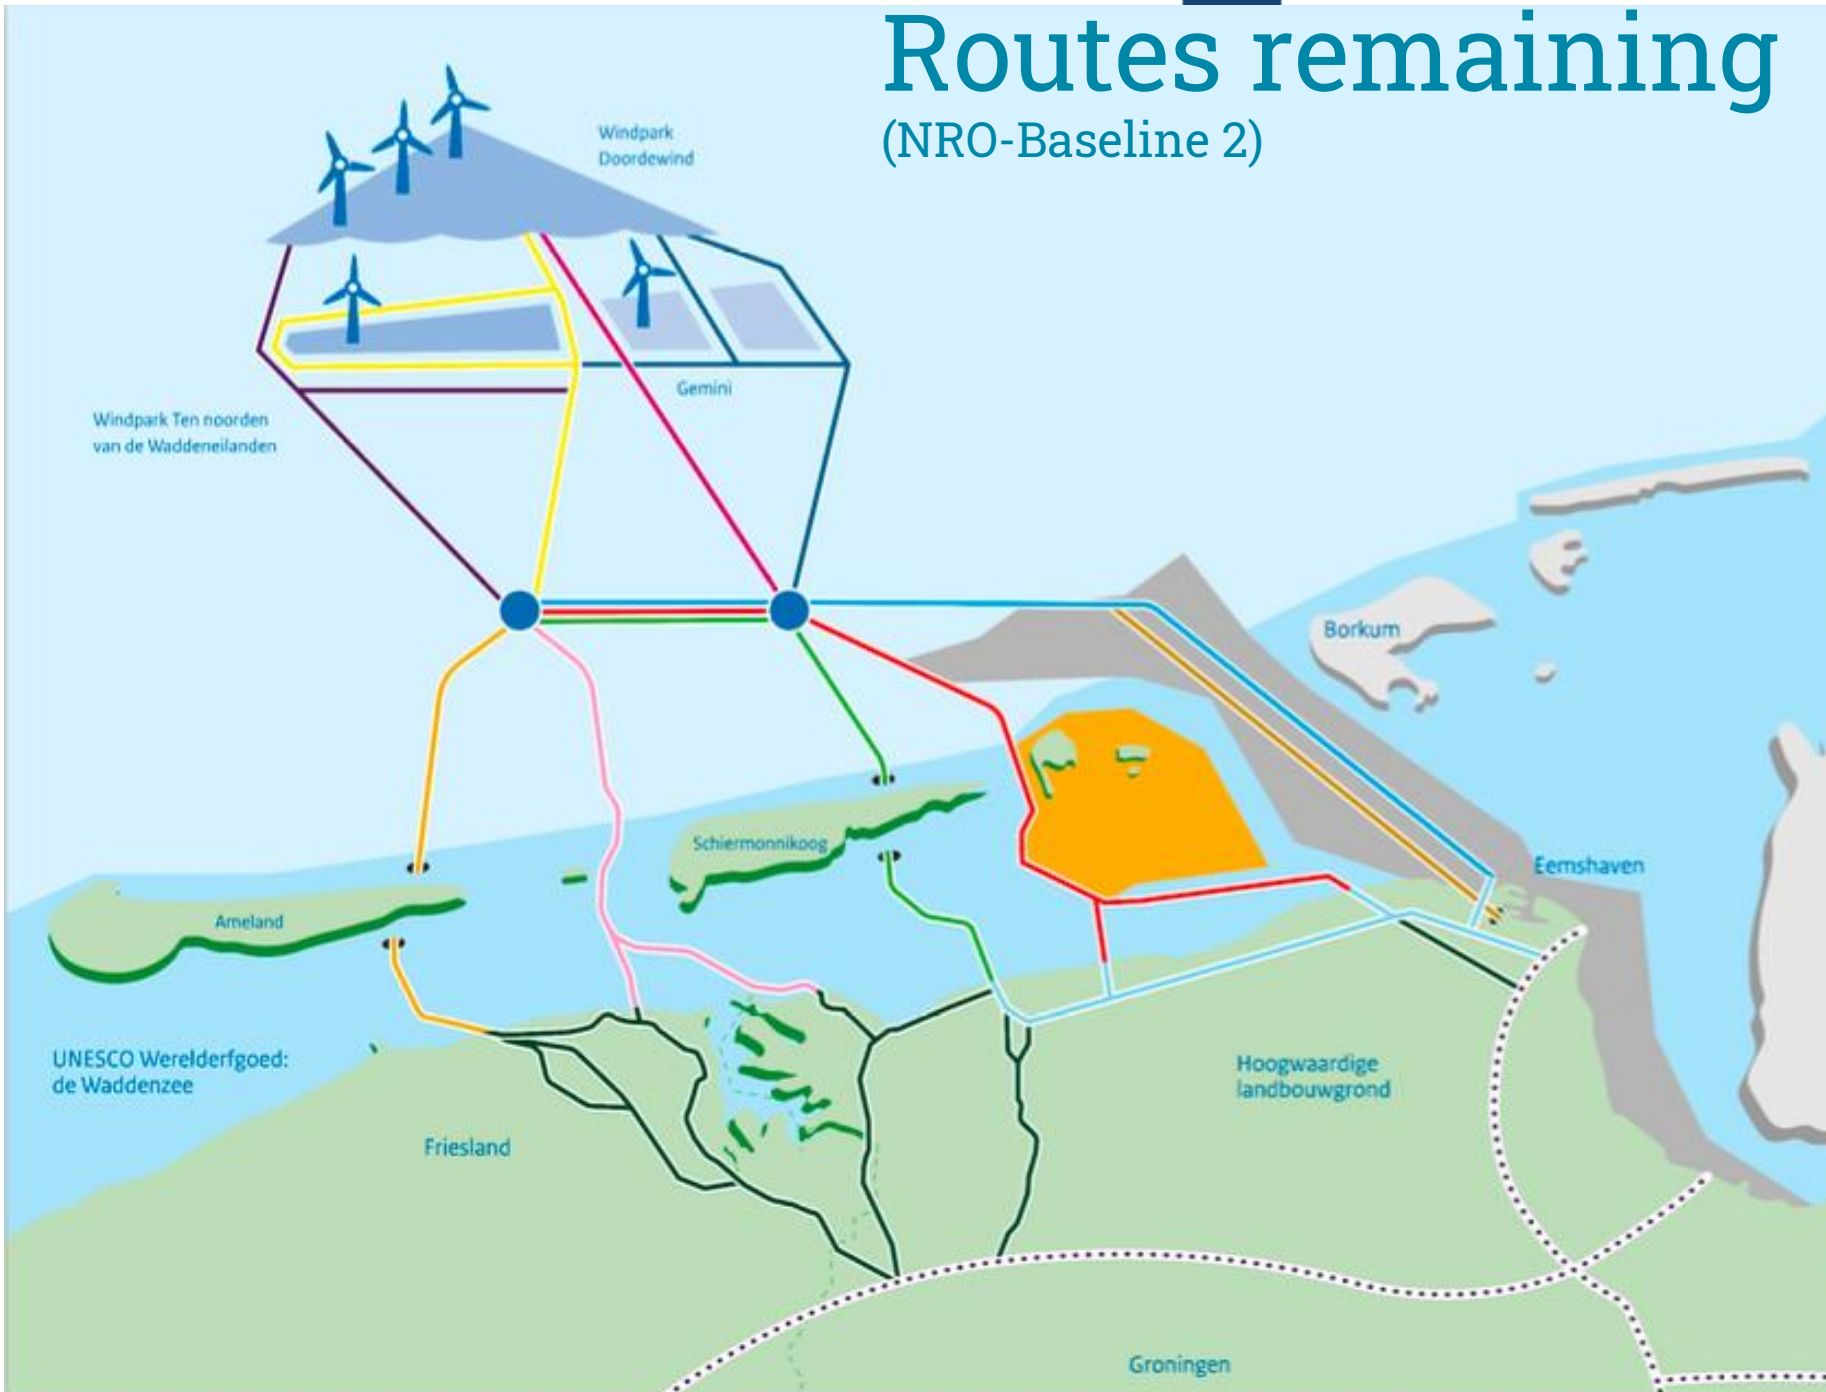 Routes remaining
(NRO-Baseline 2)
Windpark
Doordewind
Gemini
Windpark Ten noorden
van de Waddeneilanden
Borkum
Schiermonnikoog
Eemshaven
Ameland
UNESCO Werelderfgoed:
de Waddenzee
Hoogwaardige
landbouwgrond
Friesland
Groningen